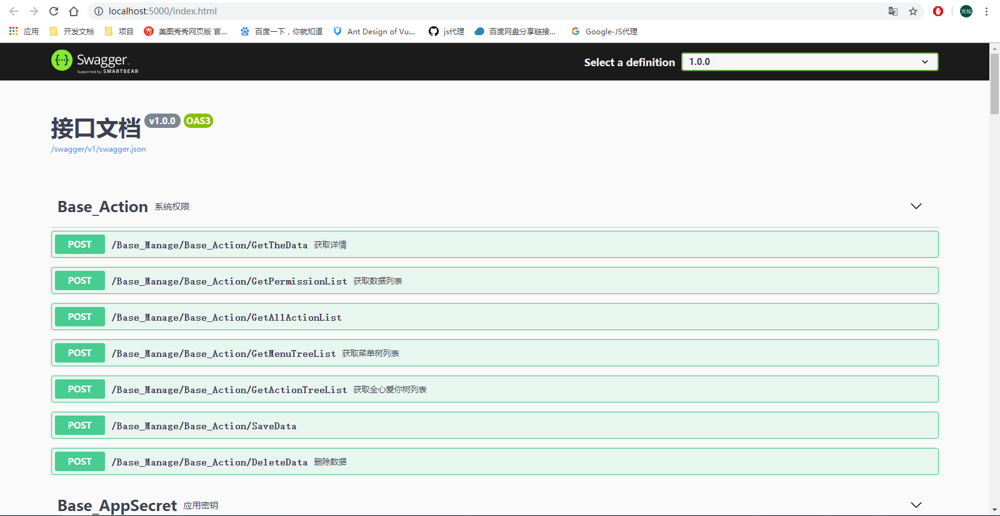 localhost:5000/index.html
光灿
应用 开发文档 项目 美图秀秀网页版 官... 百度一下，你就知道 Ant Design of Vu... js代理 百度网盘分享链接... Google-JS代理
Swagger
Supported by SMARTBEAR
Select a definition 1.0.0
接口文档 v1.0.0 OAS3
/swagger/v1/swagger.json
Base_Action 系统权限
POST /Base_Manage/Base_Action/GetTheData 获取详情
POST /Base_Manage/Base_Action/GetPermissionList 获取数据列表
POST /Base_Manage/Base_Action/GetAllActionList
POST /Base_Manage/Base_Action/GetMenuTreeList 获取菜单树列表
POST /Base_Manage/Base_Action/GetActionTreeList 获取全心爱你树列表
POST /Base_Manage/Base_Action/SaveData
POST /Base_Manage/Base_Action/DeleteData 删除数据
Base_AppSecret 应用密钥